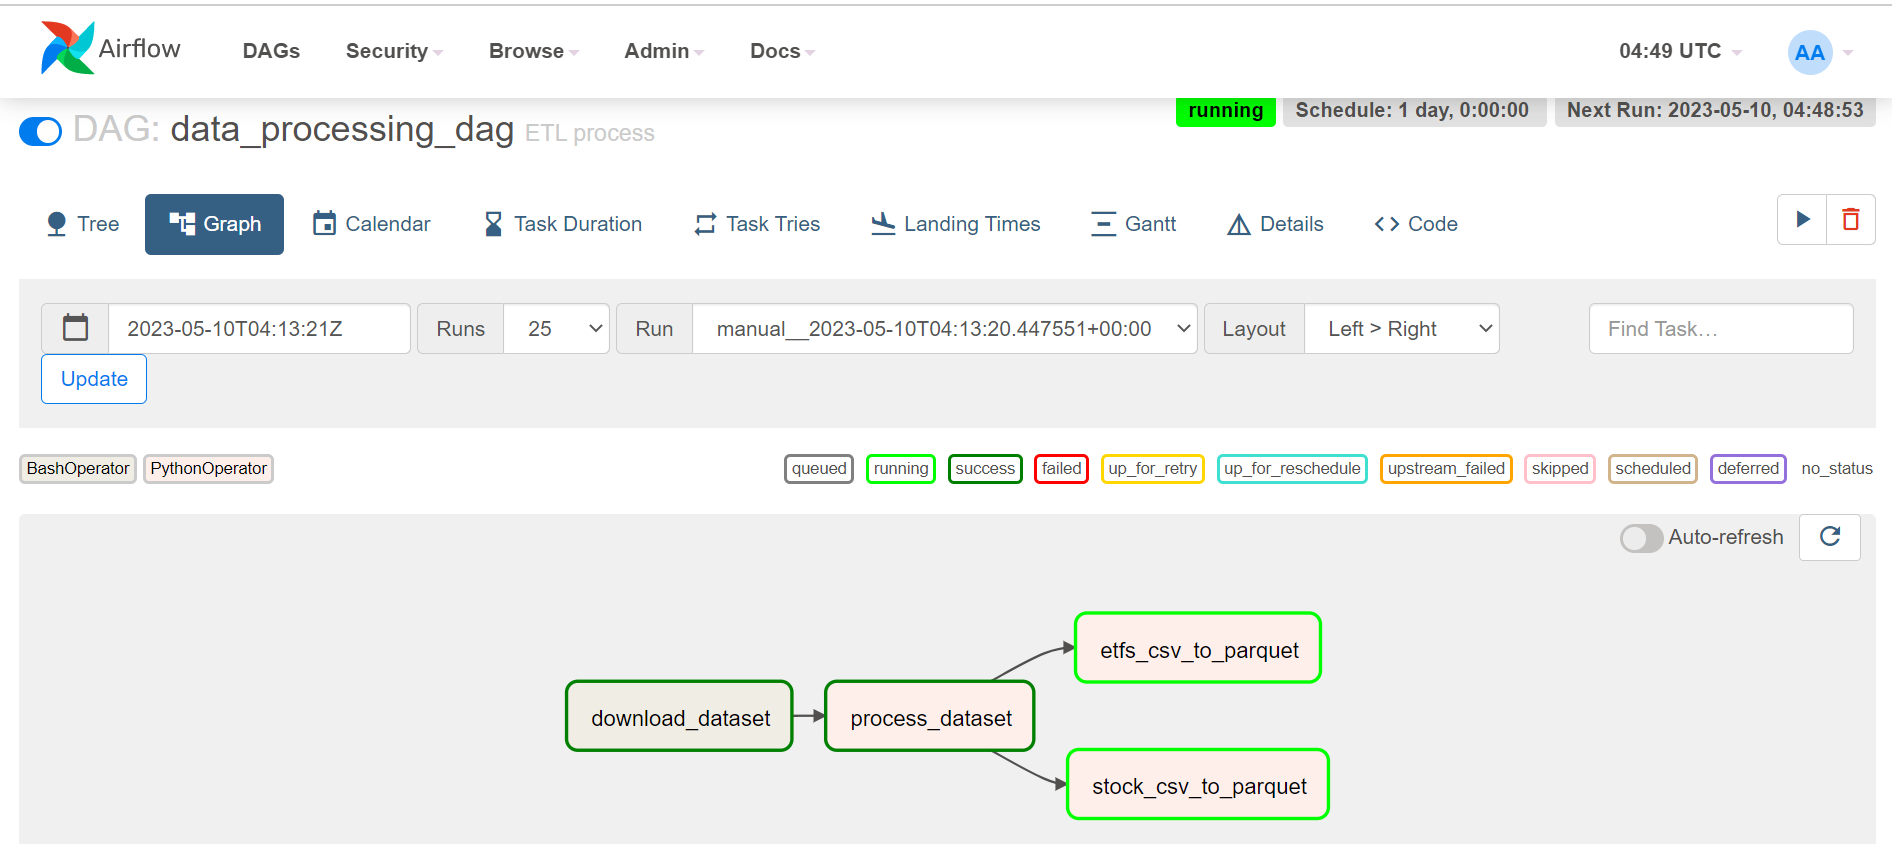 Airflow DAGs Security Browse Admin Docs 04:49 UTC AA
running Schedule: 1 day, 0:00:00 Next Run: 2023-05-10, 04:48:53
DAG: data_processing_dag ETL process
Tree Graph Calendar Task Duration Task Tries Landing Times Gantt Details Code
2023-05-10T04:13:21Z Runs 25 Run manual__2023-05-10T04:13:20.447551+00:00 Layout Left > Right Find Task…
Update
BashOperator PythonOperator queued running success failed up_for_retry up_for_reschedule upstream_failed skipped scheduled deferred no_status
Auto-refresh
etfs_csv_to_parquet
download_dataset process_dataset
stock_csv_to_parquet